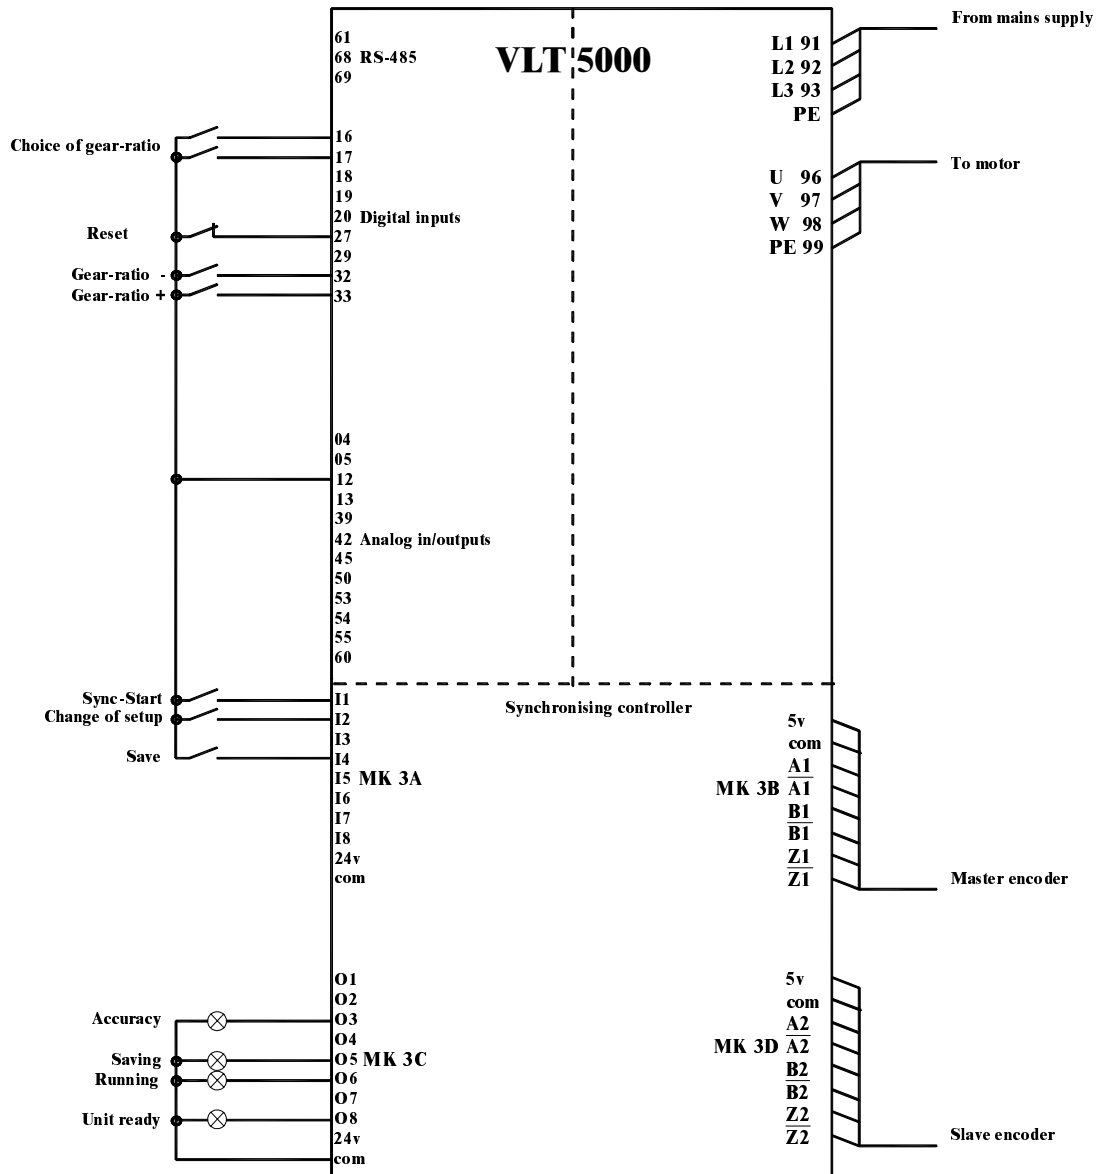 From mains supply
61
VLT 5000
L1 91
68 RS-485
L2 92
69
L3 93
PE
Choice of gear-ratio
16
17
To motor
18
U 96
19
V 97
20 Digital inputs
W 98
Reset
27
PE 99
29
Gear-ratio -
32
Gear-ratio +
33
04
05
12
13
39
42 Analog in/outputs
45
50
53
54
55
60
Sync-Start
I1
Synchronising controller
Change of setup
I2
5v
I3
com
Save
I4
A1
I5 MK 3A
MK 3B A1
I6
B1
I7
B1
I8
Z1
24v
Z1
com
Master encoder
O1
5v
O2
com
Accuracy
O3
A2
O4
MK 3D A2
Saving
O5 MK 3C
B2
Running
O6
B2
O7
Z2
Unit ready
O8
Z2
24v
Slave encoder
com